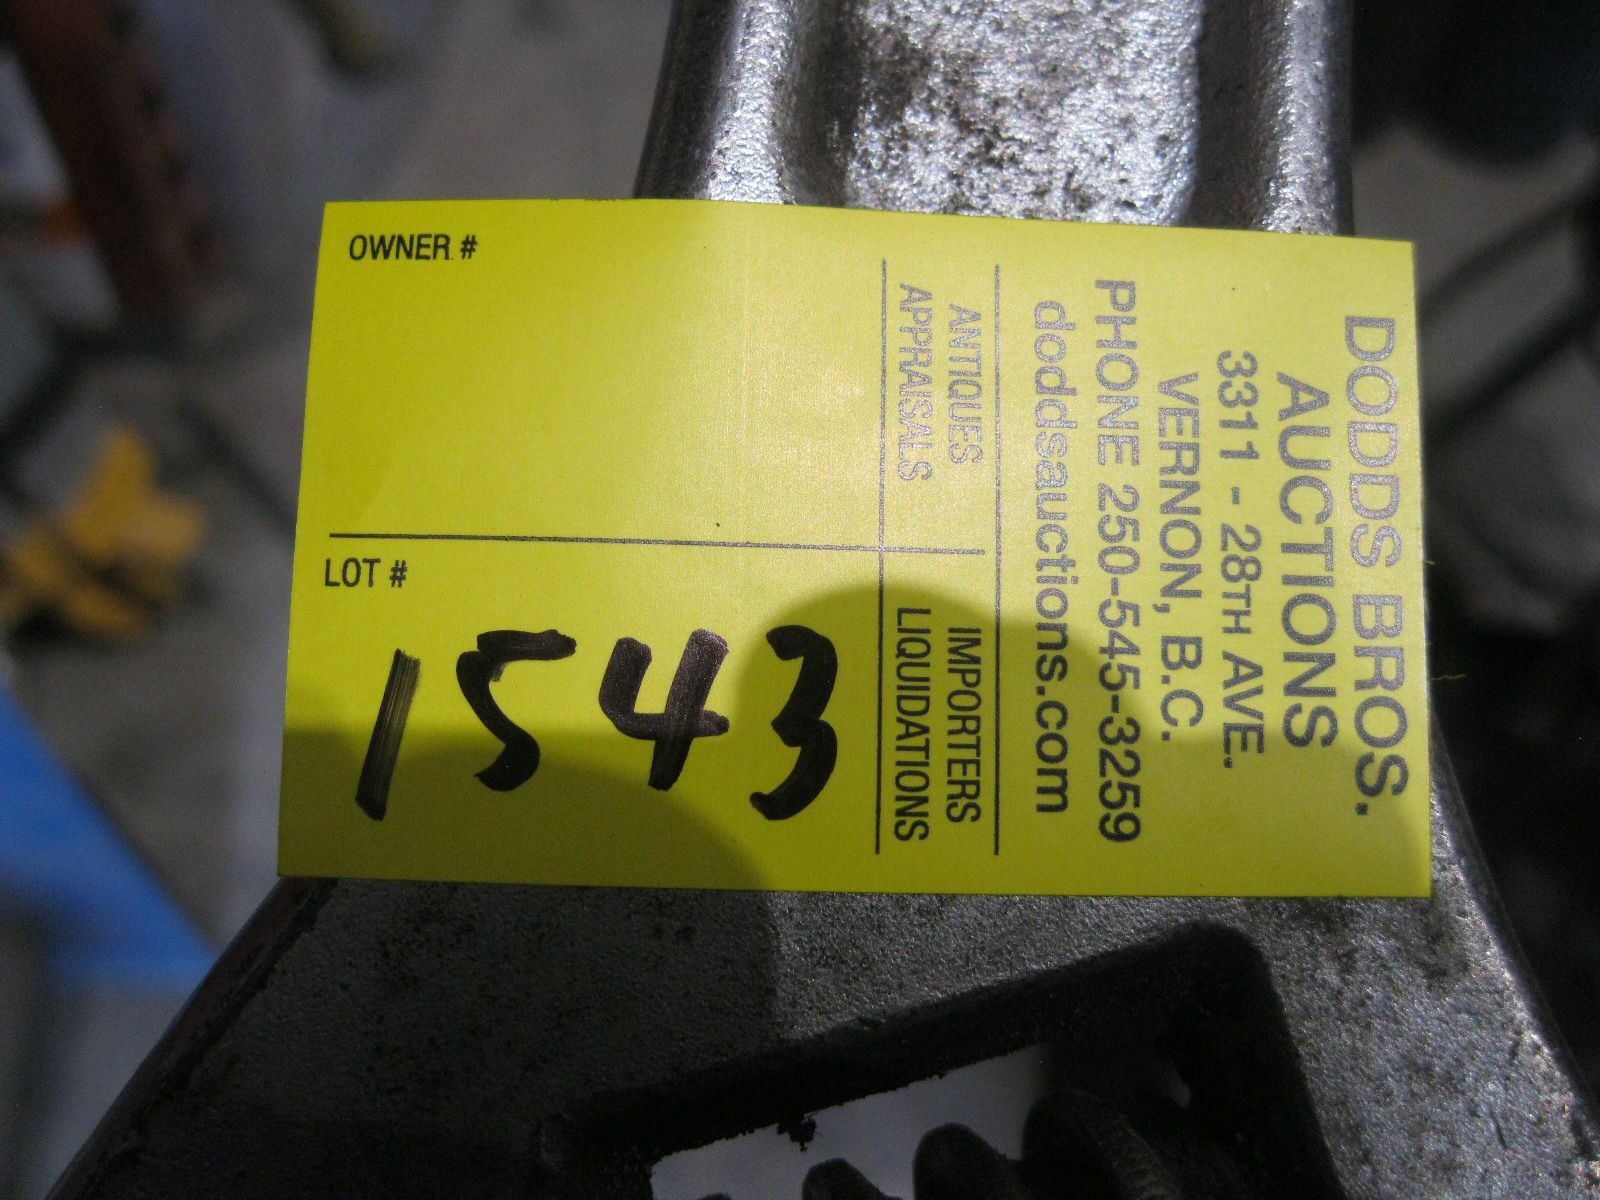 DODDS BROS.
AUCTIONS
3311 - 28TH AVE.
VERNON, B.C.
PHONE 250-545-3259
doddsauctions.com
ANTIQUES
APPRAISALS
IMPORTERS
LIQUIDATIONS
OWNER #
LOT #
1543